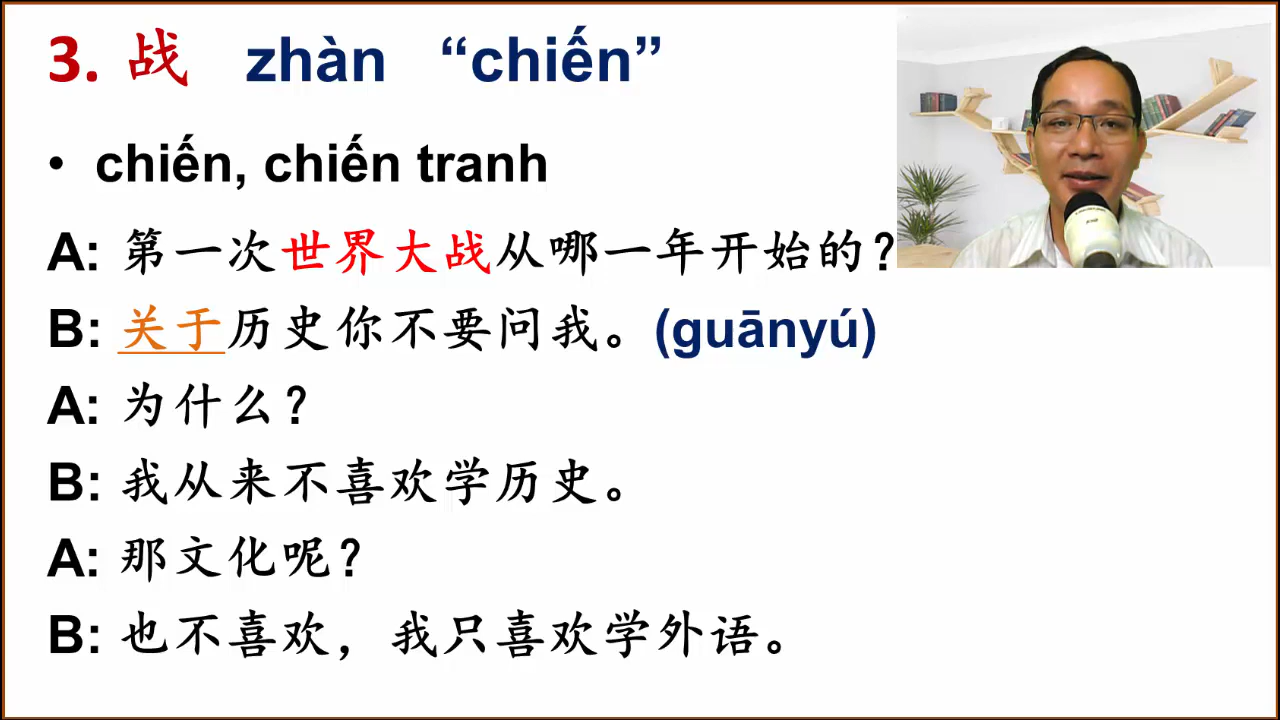 3. 战 zhàn “chiến”
• chiến, chiến tranh
A: 第一次世界大战从哪一年开始的?
B: 关于历史你不要问我。(guānyú)
A: 为什么?
B: 我从来不喜欢学历史。
A: 那文化呢?
B: 也不喜欢，我只喜欢学外语。